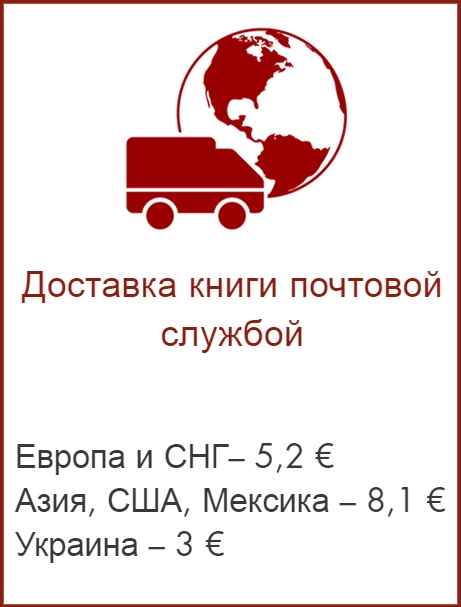 Доставка книги почтовой
службой
Европа и СНГ– 5,2 €
Азия, США, Мексика – 8,1 €
Украина – 3 €